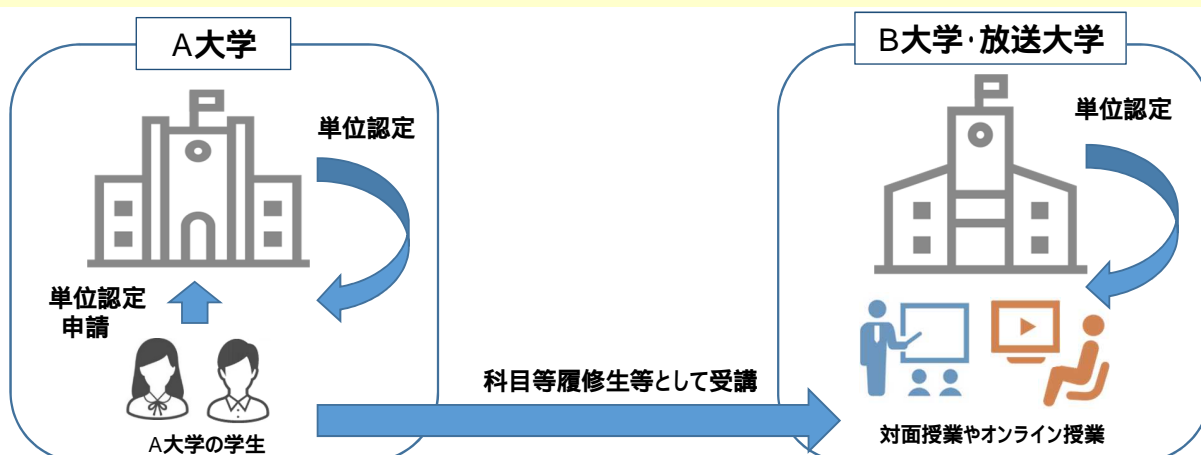 A大学
単位認定
単位認定
申請
A大学の学生
科目等履修生等として受講
B大学・放送大学
単位認定
対面授業やオンライン授業